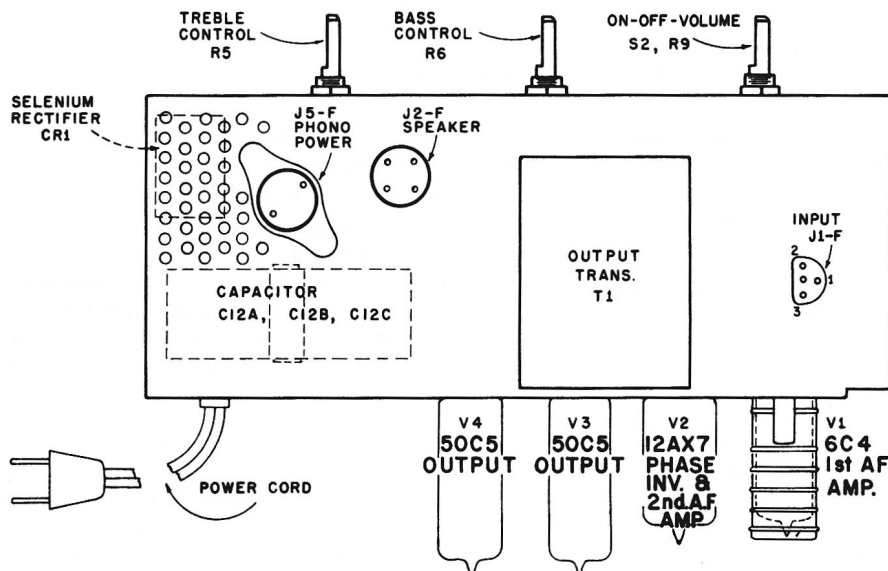 TREBLE
CONTROL
R5
BASS
CONTROL
R6
ON-OFF-VOLUME
S2, R9
SELENIUM
RECTIFIER
CR1
J5-F
PHONO
POWER
J2-F
SPEAKER
INPUT
J1-F
2
1
3
OUTPUT
TRANS.
T1
CAPACITOR
C12A, C12B, C12C
V4
50C5
OUTPUT
V3
50C5
OUTPUT
V2
12AX7
PHASE
INV. &
2nd.A.F
AMP.
V1
6C4
1st AF
AMP.
POWER CORD